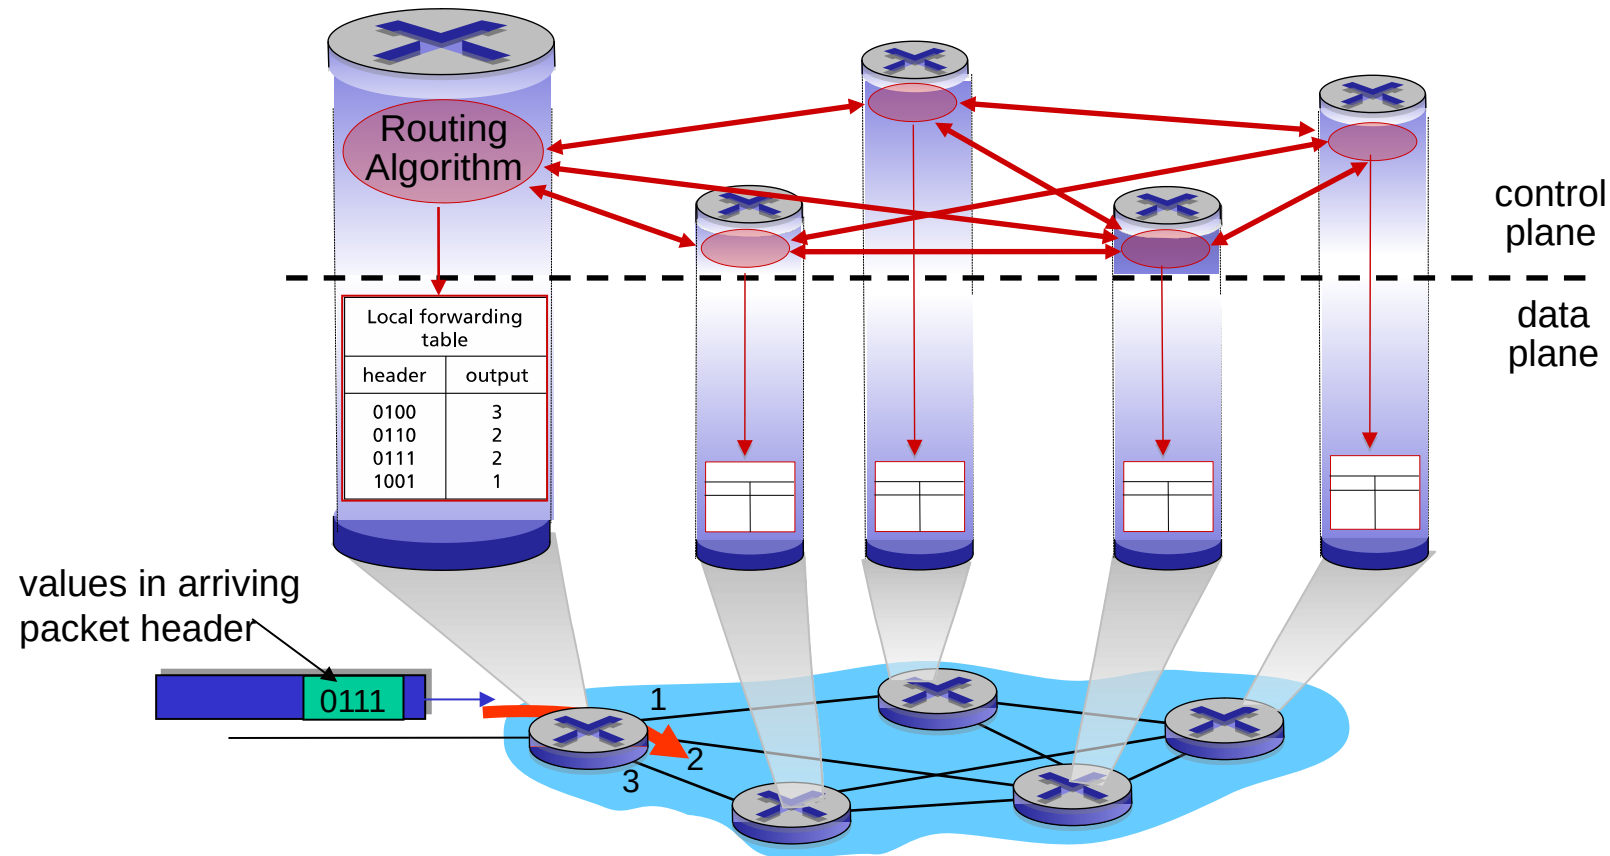 Routing
Algorithm
control
plane
data
plane
Local forwarding
table
header output
0100 3
0110 2
0111 2
1001 1
values in arriving
packet header
0111
1
2
3